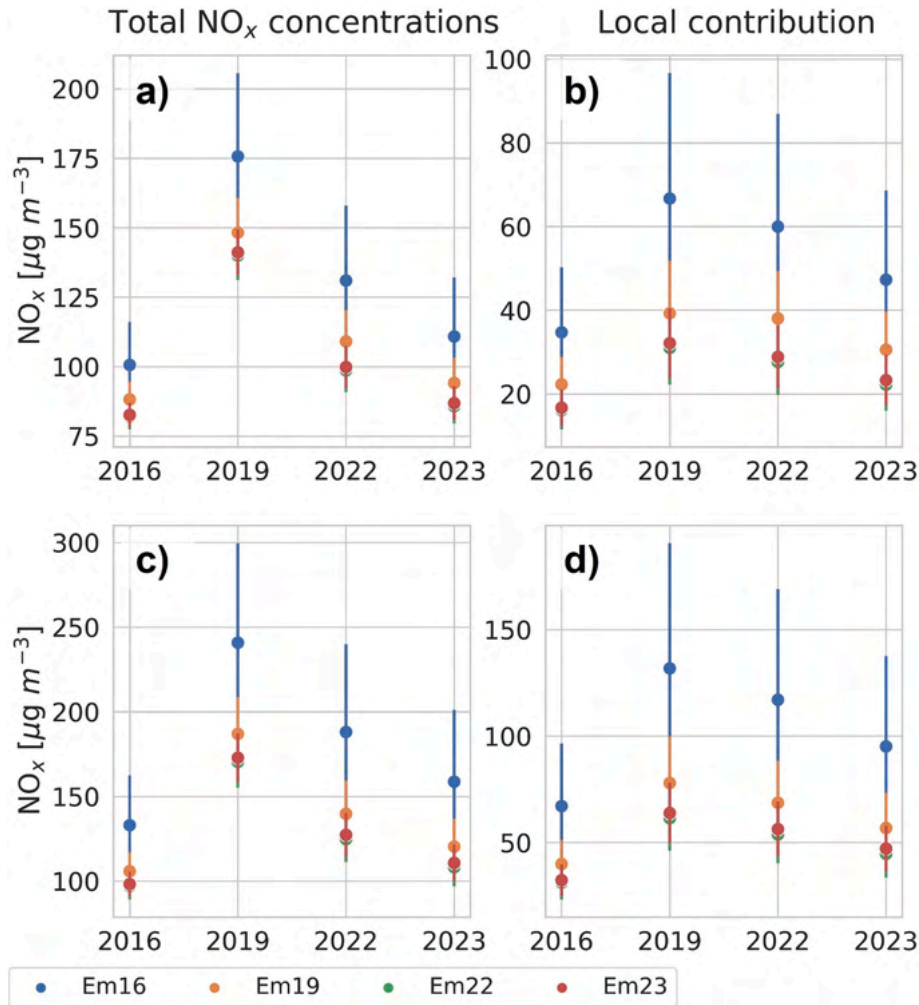 Total NOₓ concentrations
Local contribution
a)
b)
200
175
150
125
100
75
NOₓ [µg m⁻³]
100
80
60
40
20
2016 2019 2022 2023
2016 2019 2022 2023
c)
d)
300
250
200
150
100
NOₓ [µg m⁻³]
150
100
50
2016 2019 2022 2023
2016 2019 2022 2023
Em16 Em19 Em22 Em23